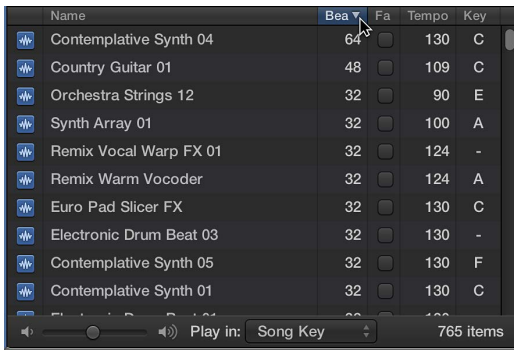 Name Bea Fa Tempo Key
Contemplative Synth 04 64 130 C
Country Guitar 01 48 109 C
Orchestra Strings 12 32 90 E
Synth Array 01 32 100 A
Remix Vocal Warp FX 01 32 124 -
Remix Warm Vocoder 32 124 A
Euro Pad Slicer FX 32 130 C
Electronic Drum Beat 03 32 130 -
Contemplative Synth 05 32 130 F
Contemplative Synth 01 32 130 C
Play in: Song Key 765 items